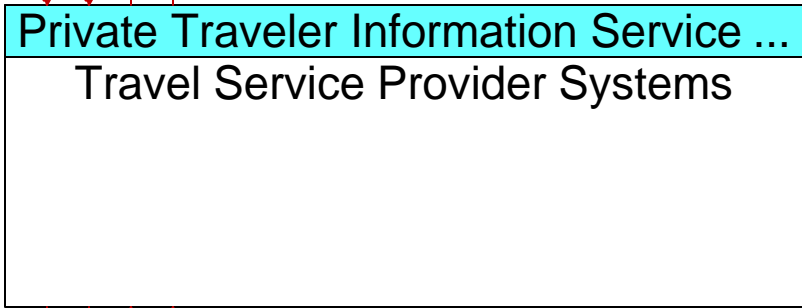 Private Traveler Information Service ...
Travel Service Provider Systems